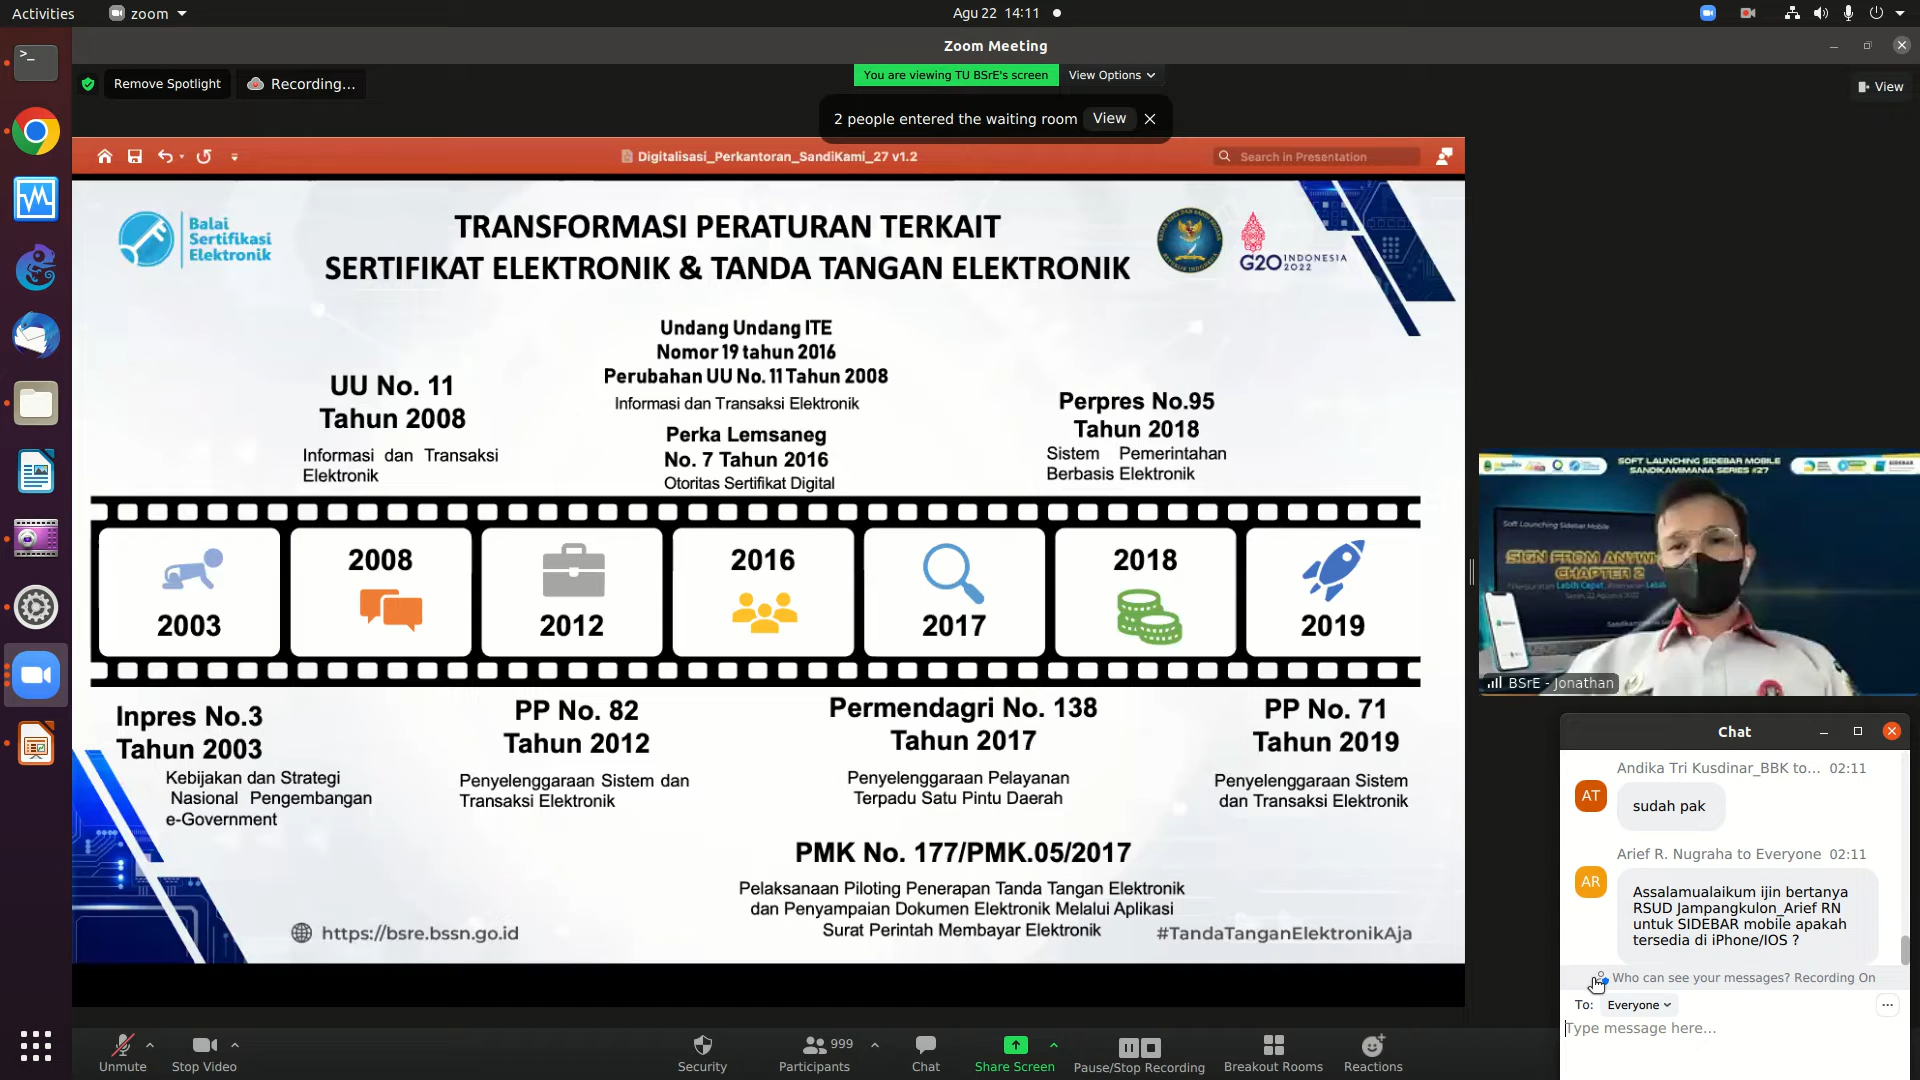 Activities
zoom
Agu 22 14:11
Zoom Meeting
Remove Spotlight
Recording...
You are viewing TU BSrE's screen
View Options
View
2 people entered the waiting room
View
Digitalisasi_Perkantoran_SandiKami_27 v1.2
Search in Presentation
Balai
Sertifikasi
Elektronik
TRANSFORMASI PERATURAN TERKAIT
SERTIFIKAT ELEKTRONIK & TANDA TANGAN ELEKTRONIK
G20 INDONESIA
2022
UU No. 11
Tahun 2008
Informasi dan Transaksi
Elektronik
Undang Undang ITE
Nomor 19 tahun 2016
Perubahan UU No. 11 Tahun 2008
Informasi dan Transaksi Elektronik
Perka Lemsaneg
No. 7 Tahun 2016
Otoritas Sertifikat Digital
Perpres No.95
Tahun 2018
Sistem Pemerintahan
Berbasis Elektronik
2003
2008
2012
2016
2017
2018
2019
Inpres No.3
Tahun 2003
Kebijakan dan Strategi
Nasional Pengembangan
e-Government
PP No. 82
Tahun 2012
Penyelenggaraan Sistem dan
Transaksi Elektronik
Permendagri No. 138
Tahun 2017
Penyelenggaraan Pelayanan
Terpadu Satu Pintu Daerah
PP No. 71
Tahun 2019
Penyelenggaraan Sistem
dan Transaksi Elektronik
PMK No. 177/PMK.05/2017
Pelaksanaan Piloting Penerapan Tanda Tangan Elektronik
dan Penyampaian Dokumen Elektronik Melalui Aplikasi
Surat Perintah Membayar Elektronik
https://bsre.bssn.go.id
#TandaTanganElektronikAja
SOFT LAUNCHING SIDEBAR MOBILE
SANDIKAMIMANIA SERIES #27
Soft Launching Sidebar Mobile
SIGN FROM
CHAPTER 2
BSrE - Jonathan
Chat
Andika Tri Kusdinar_BBK to... 02:11
AT
sudah pak
Arief R. Nugraha to Everyone 02:11
AR
Assalamualaikum ijin bertanya
RSUD Jampangkulon_Arief RN
untuk SIDEBAR mobile apakah
tersedia di iPhone/IOS ?
Who can see your messages? Recording On
To: Everyone
Type message here...
Unmute
Stop Video
Security
999
Participants
Chat
Share Screen
Pause/Stop Recording
Breakout Rooms
Reactions